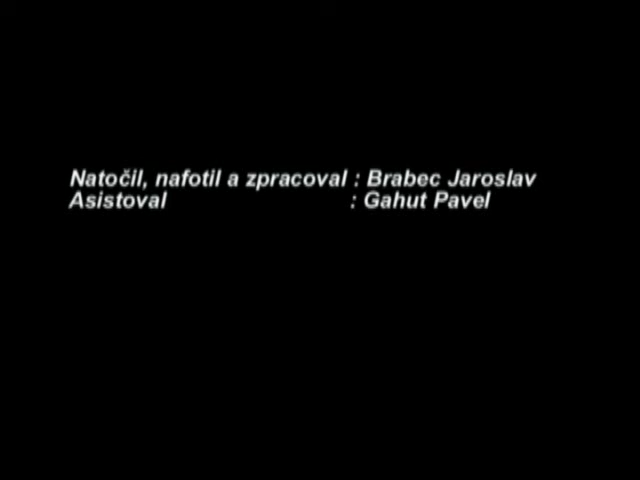 Natočil, nafotil a zpracoval : Brabec Jaroslav
Asistoval : Gahut Pavel